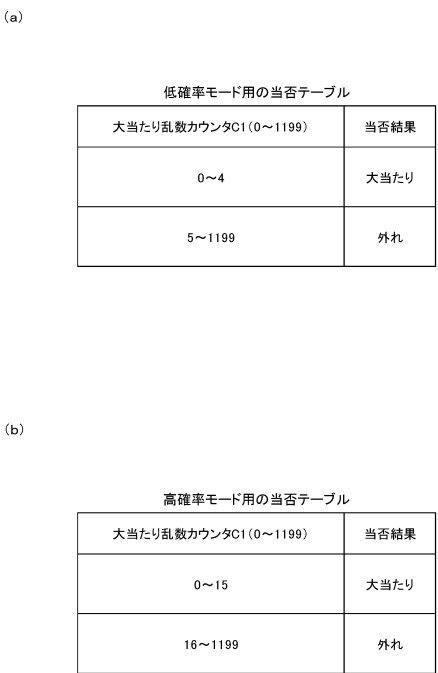 (a)
低確率モード用の当否テーブル
大当たり乱数カウンタC1(0～1199) 当否結果
0～4 大当たり
5～1199 外れ
(b)
高確率モード用の当否テーブル
大当たり乱数カウンタC1(0～1199) 当否結果
0～15 大当たり
16～1199 外れ